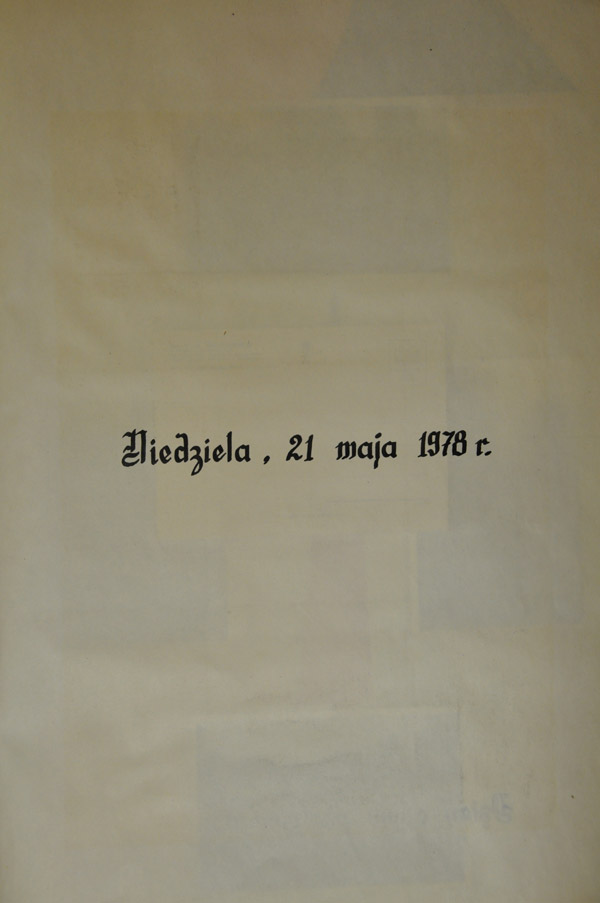 Niedziela, 21 maja 1978 r.